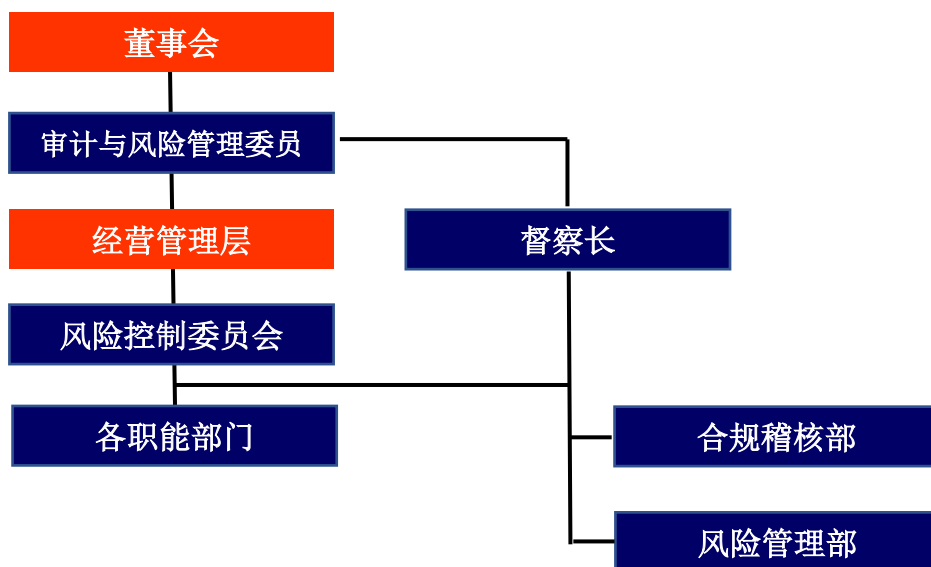 董事会
审计与风险管理委员
经营管理层
督察长
风险控制委员会
各职能部门
合规稽核部
风险管理部